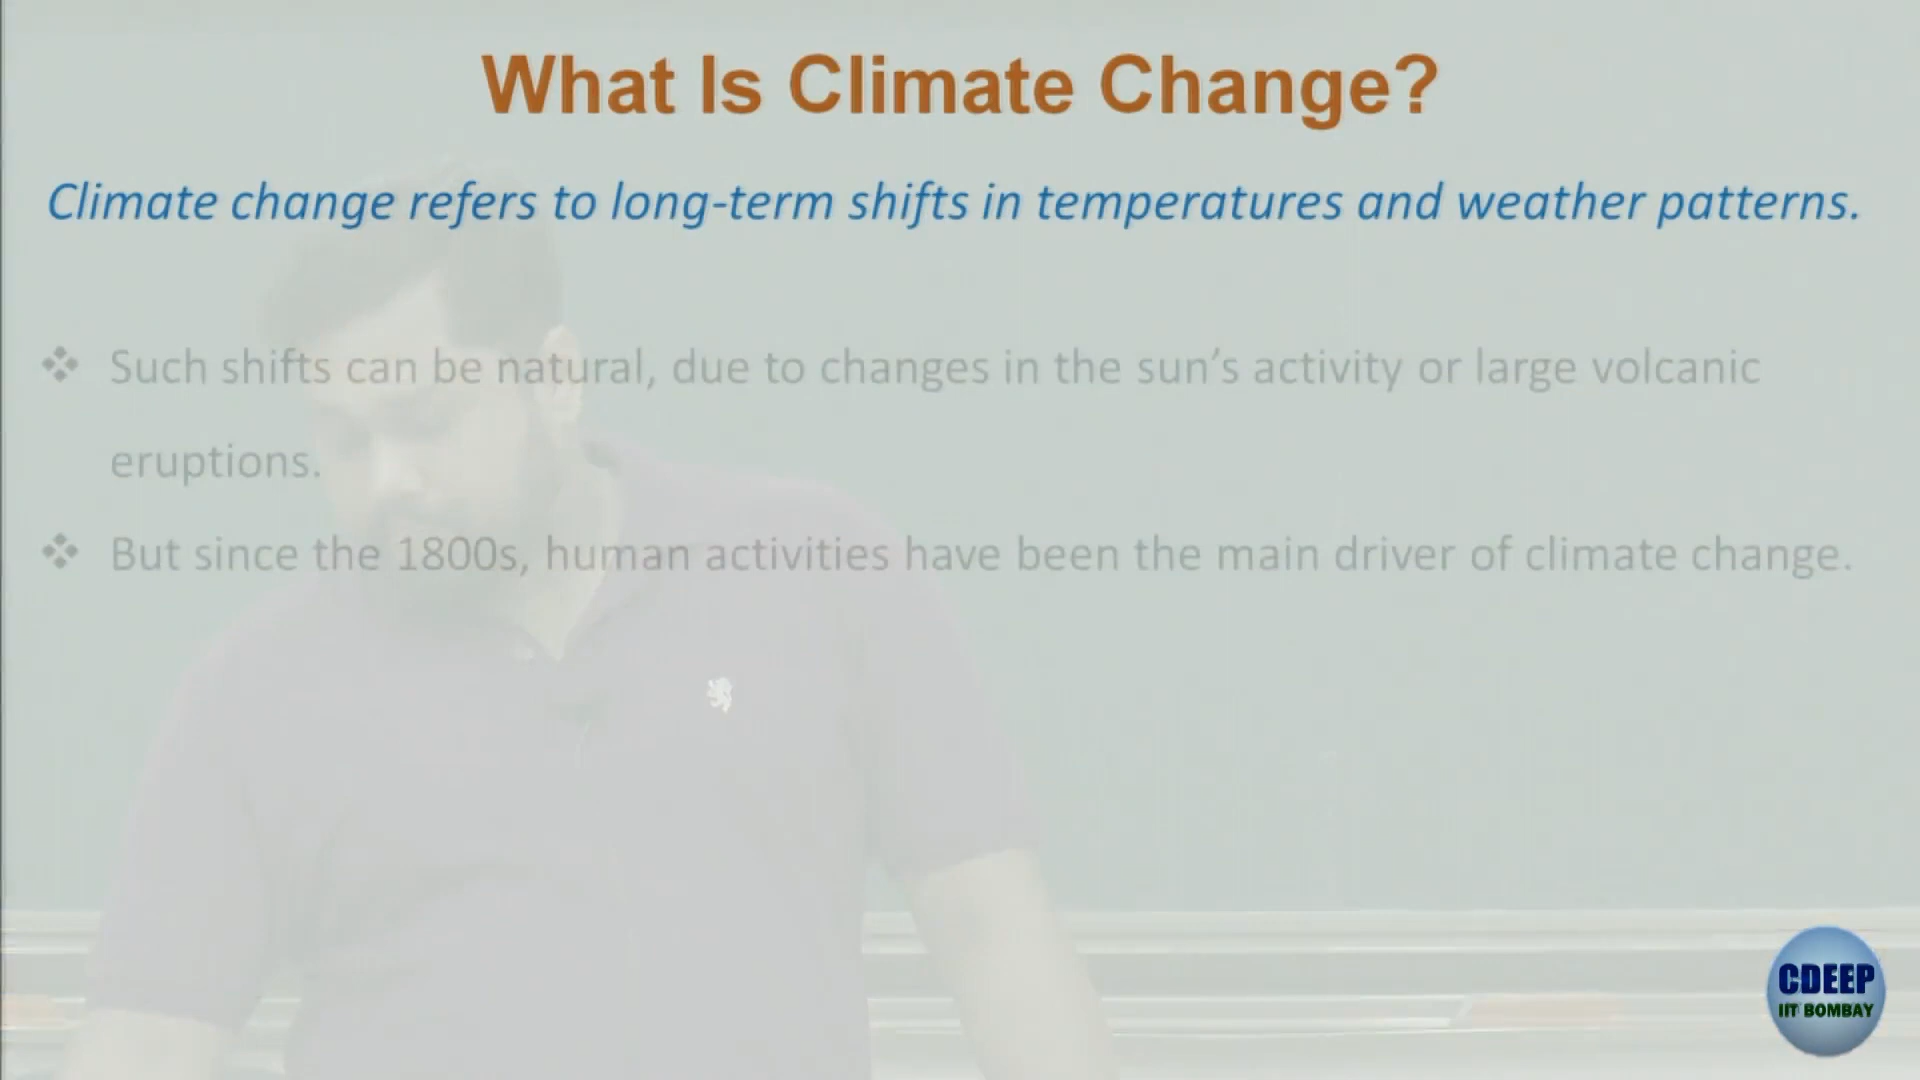 What Is Climate Change?
Climate change refers to long-term shifts in temperatures and weather patterns.
❖ Such shifts can be natural, due to changes in the sun’s activity or large volcanic
eruptions.
❖ But since the 1800s, human activities have been the main driver of climate change.
CDEEP
IIT BOMBAY